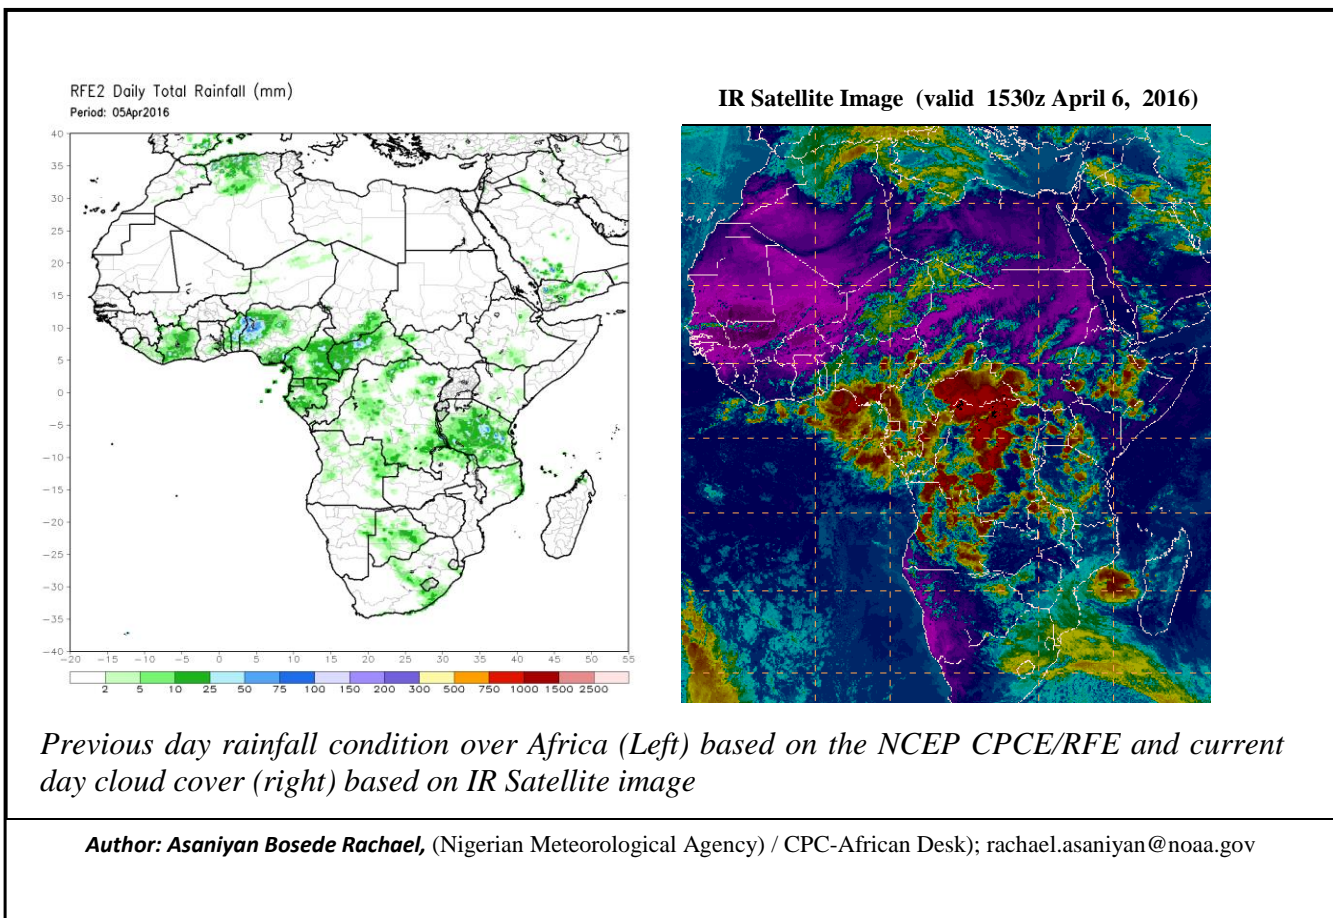 RFE2 Daily Total Rainfall (mm)
Period: 05Apr2016
40
35
30
25
20
15
10
5
0
−5
−10
−15
−20
−25
−30
−35
−40
−20 −15 −10 −5 0 5 10 15 20 25 30 35 40 45 50 55
2 5 10 25 50 75 100 150 200 300 500 750 1000 1500 2500
IR Satellite Image (valid 1530z April 6, 2016)
Previous day rainfall condition over Africa (Left) based on the NCEP CPCE/RFE and current
day cloud cover (right) based on IR Satellite image
Author: Asaniyan Bosede Rachael, (Nigerian Meteorological Agency) / CPC-African Desk); rachael.asaniyan@noaa.gov